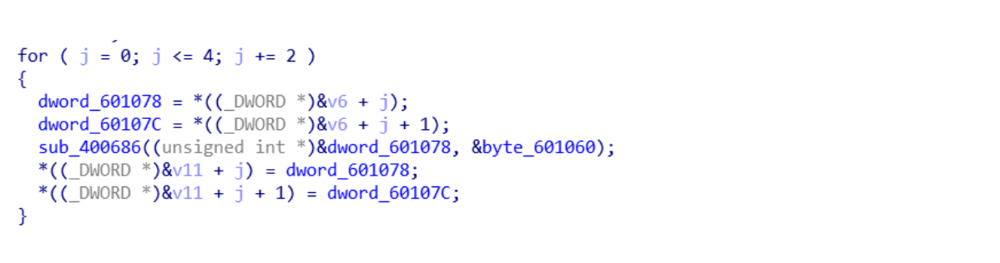 for ( j = 0; j <= 4; j += 2 )
{
  dword_601078 = *((_DWORD *)&v6 + j);
  dword_60107C = *((_DWORD *)&v6 + j + 1);
  sub_400686((unsigned int *)&dword_601078, &byte_601060);
  *((_DWORD *)&v11 + j) = dword_601078;
  *((_DWORD *)&v11 + j + 1) = dword_60107C;
}